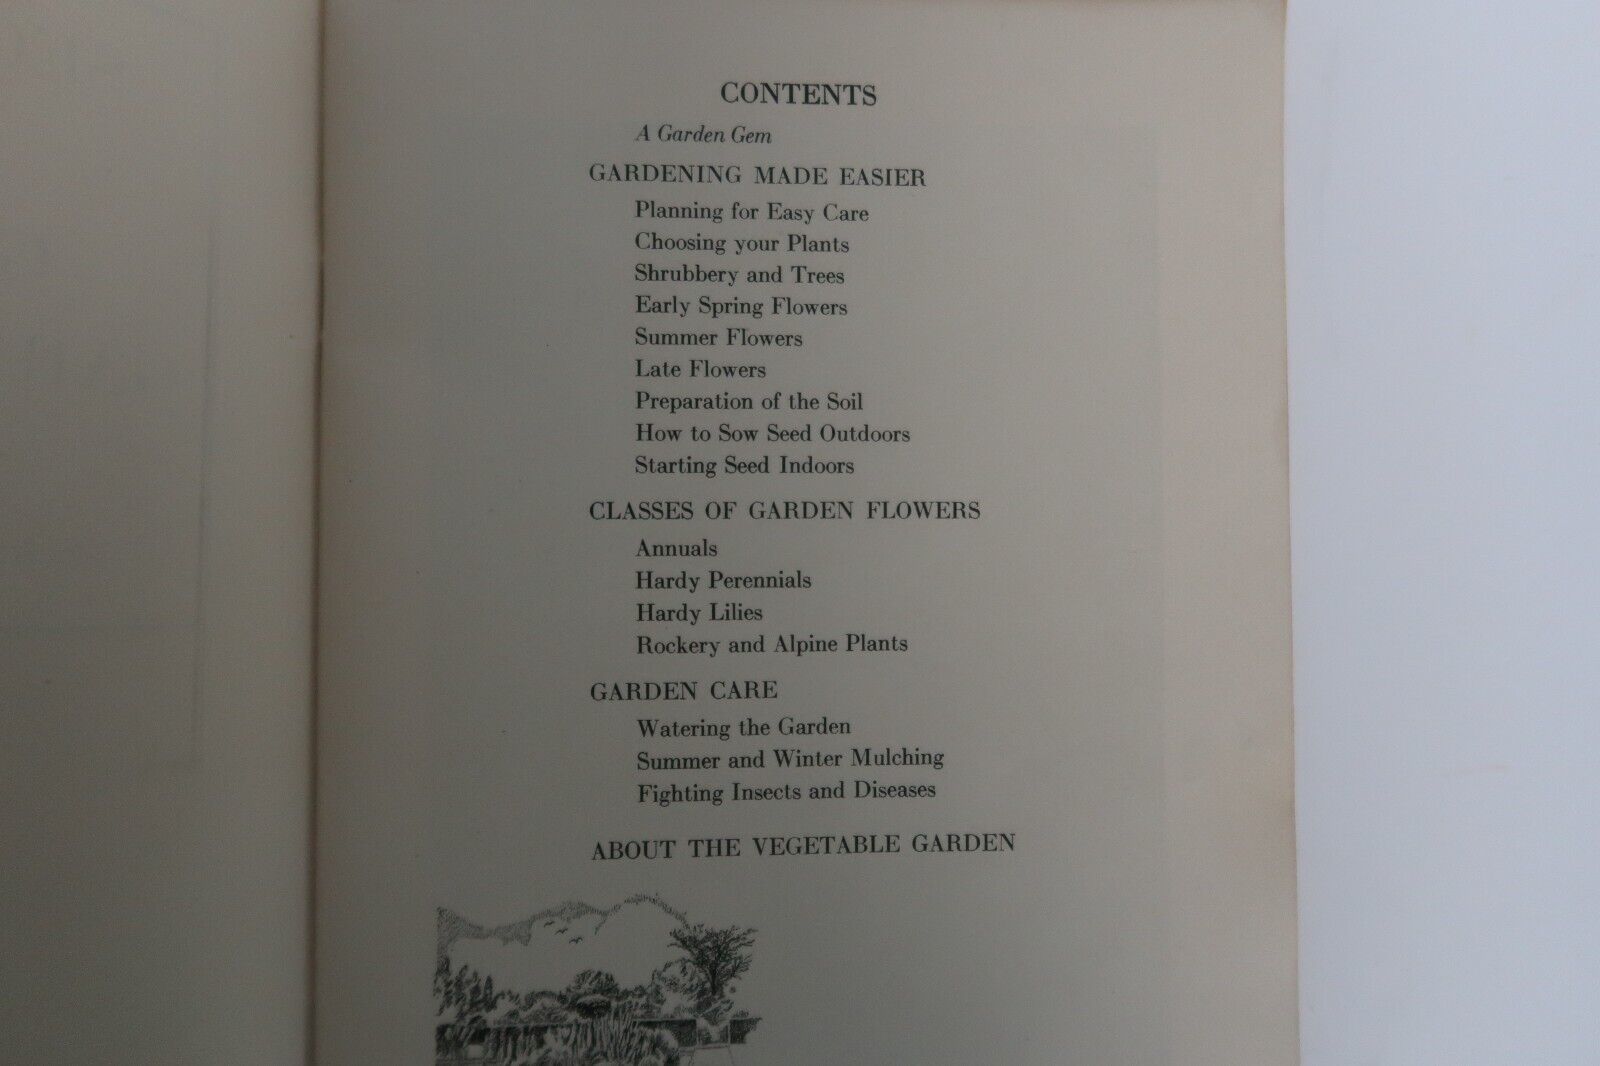 CONTENTS
A Garden Gem
GARDENING MADE EASIER
Planning for Easy Care
Choosing your Plants
Shrubbery and Trees
Early Spring Flowers
Summer Flowers
Late Flowers
Preparation of the Soil
How to Sow Seed Outdoors
Starting Seed Indoors
CLASSES OF GARDEN FLOWERS
Annuals
Hardy Perennials
Hardy Lilies
Rockery and Alpine Plants
GARDEN CARE
Watering the Garden
Summer and Winter Mulching
Fighting Insects and Diseases
ABOUT THE VEGETABLE GARDEN